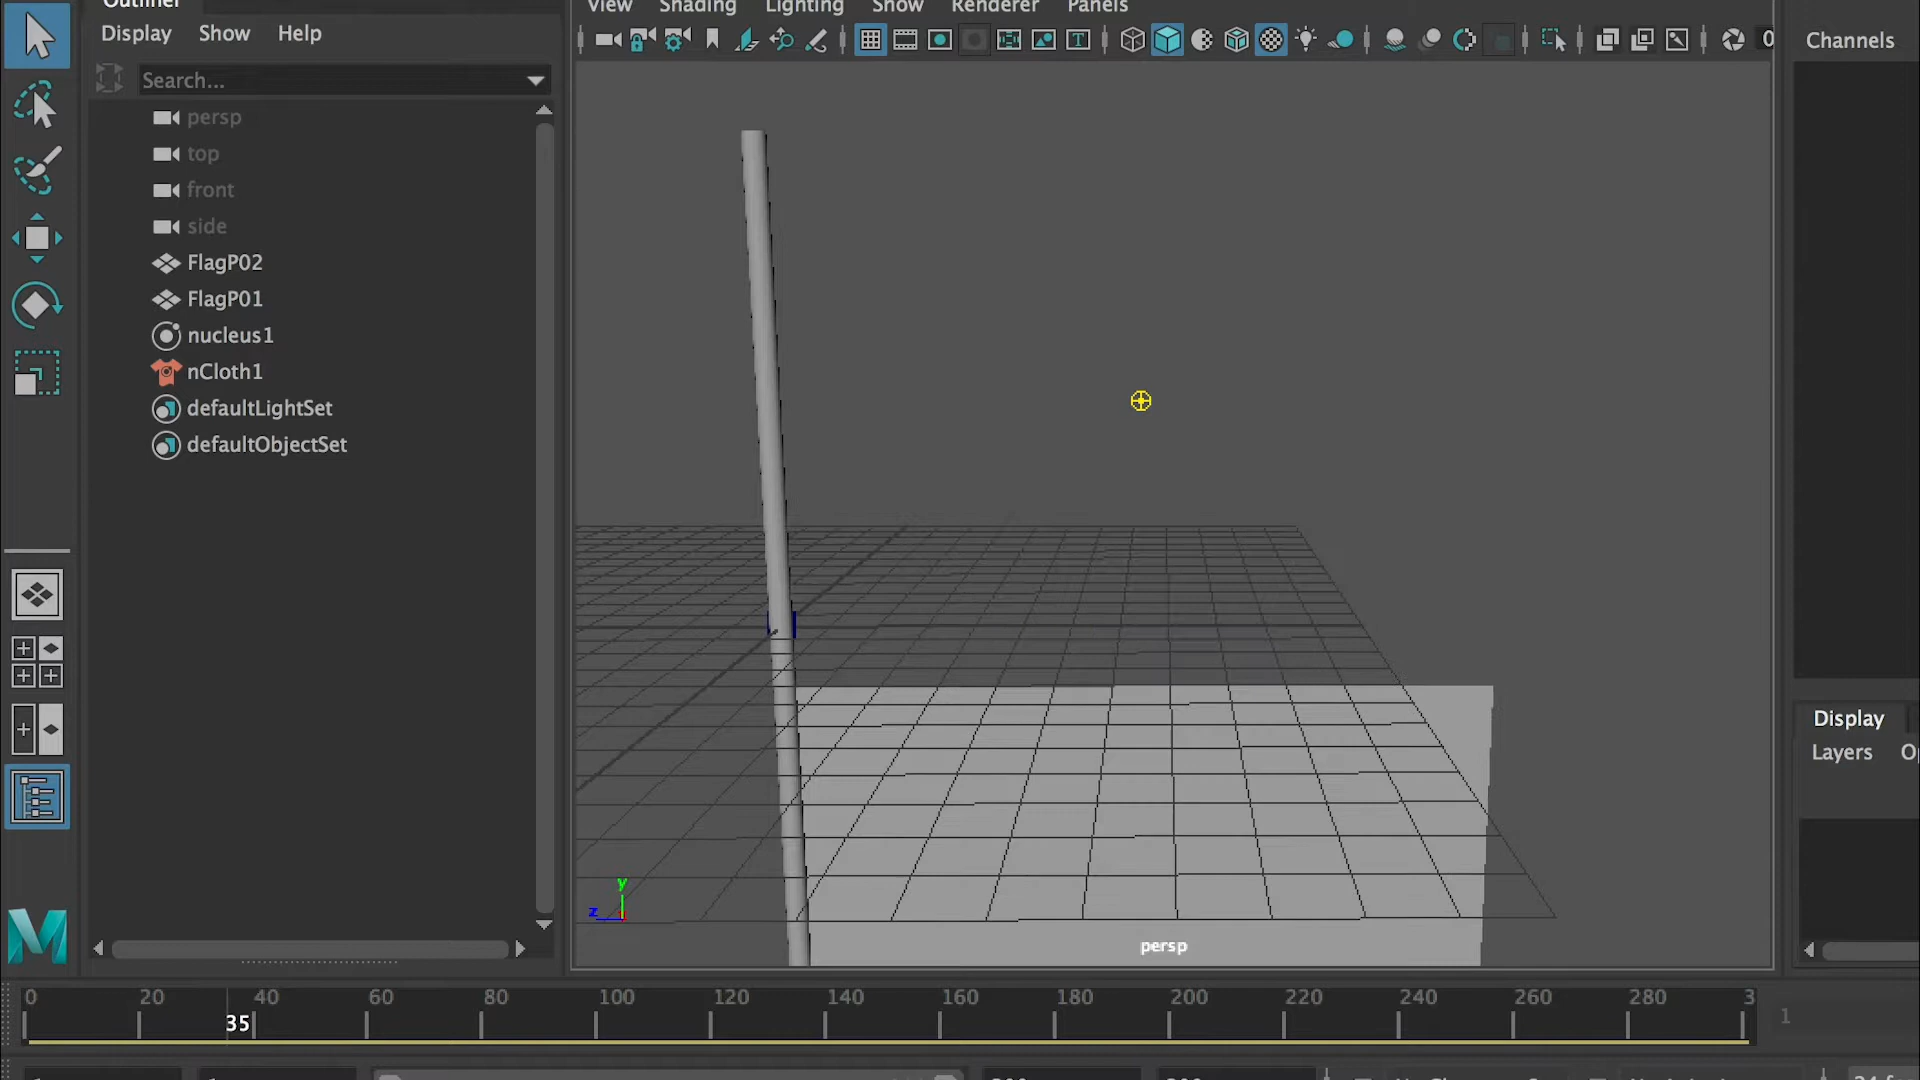 Outliner
Display Show Help
Search...
persp
top
front
side
FlagP02
FlagP01
nucleus1
nCloth1
defaultLightSet
defaultObjectSet
View Shading Lighting Show Renderer Panels
0
Channels
y
z
persp
Display
Layers
0 20 40 60 80 100 120 140 160 180 200 220 240 260 280 3
35
1